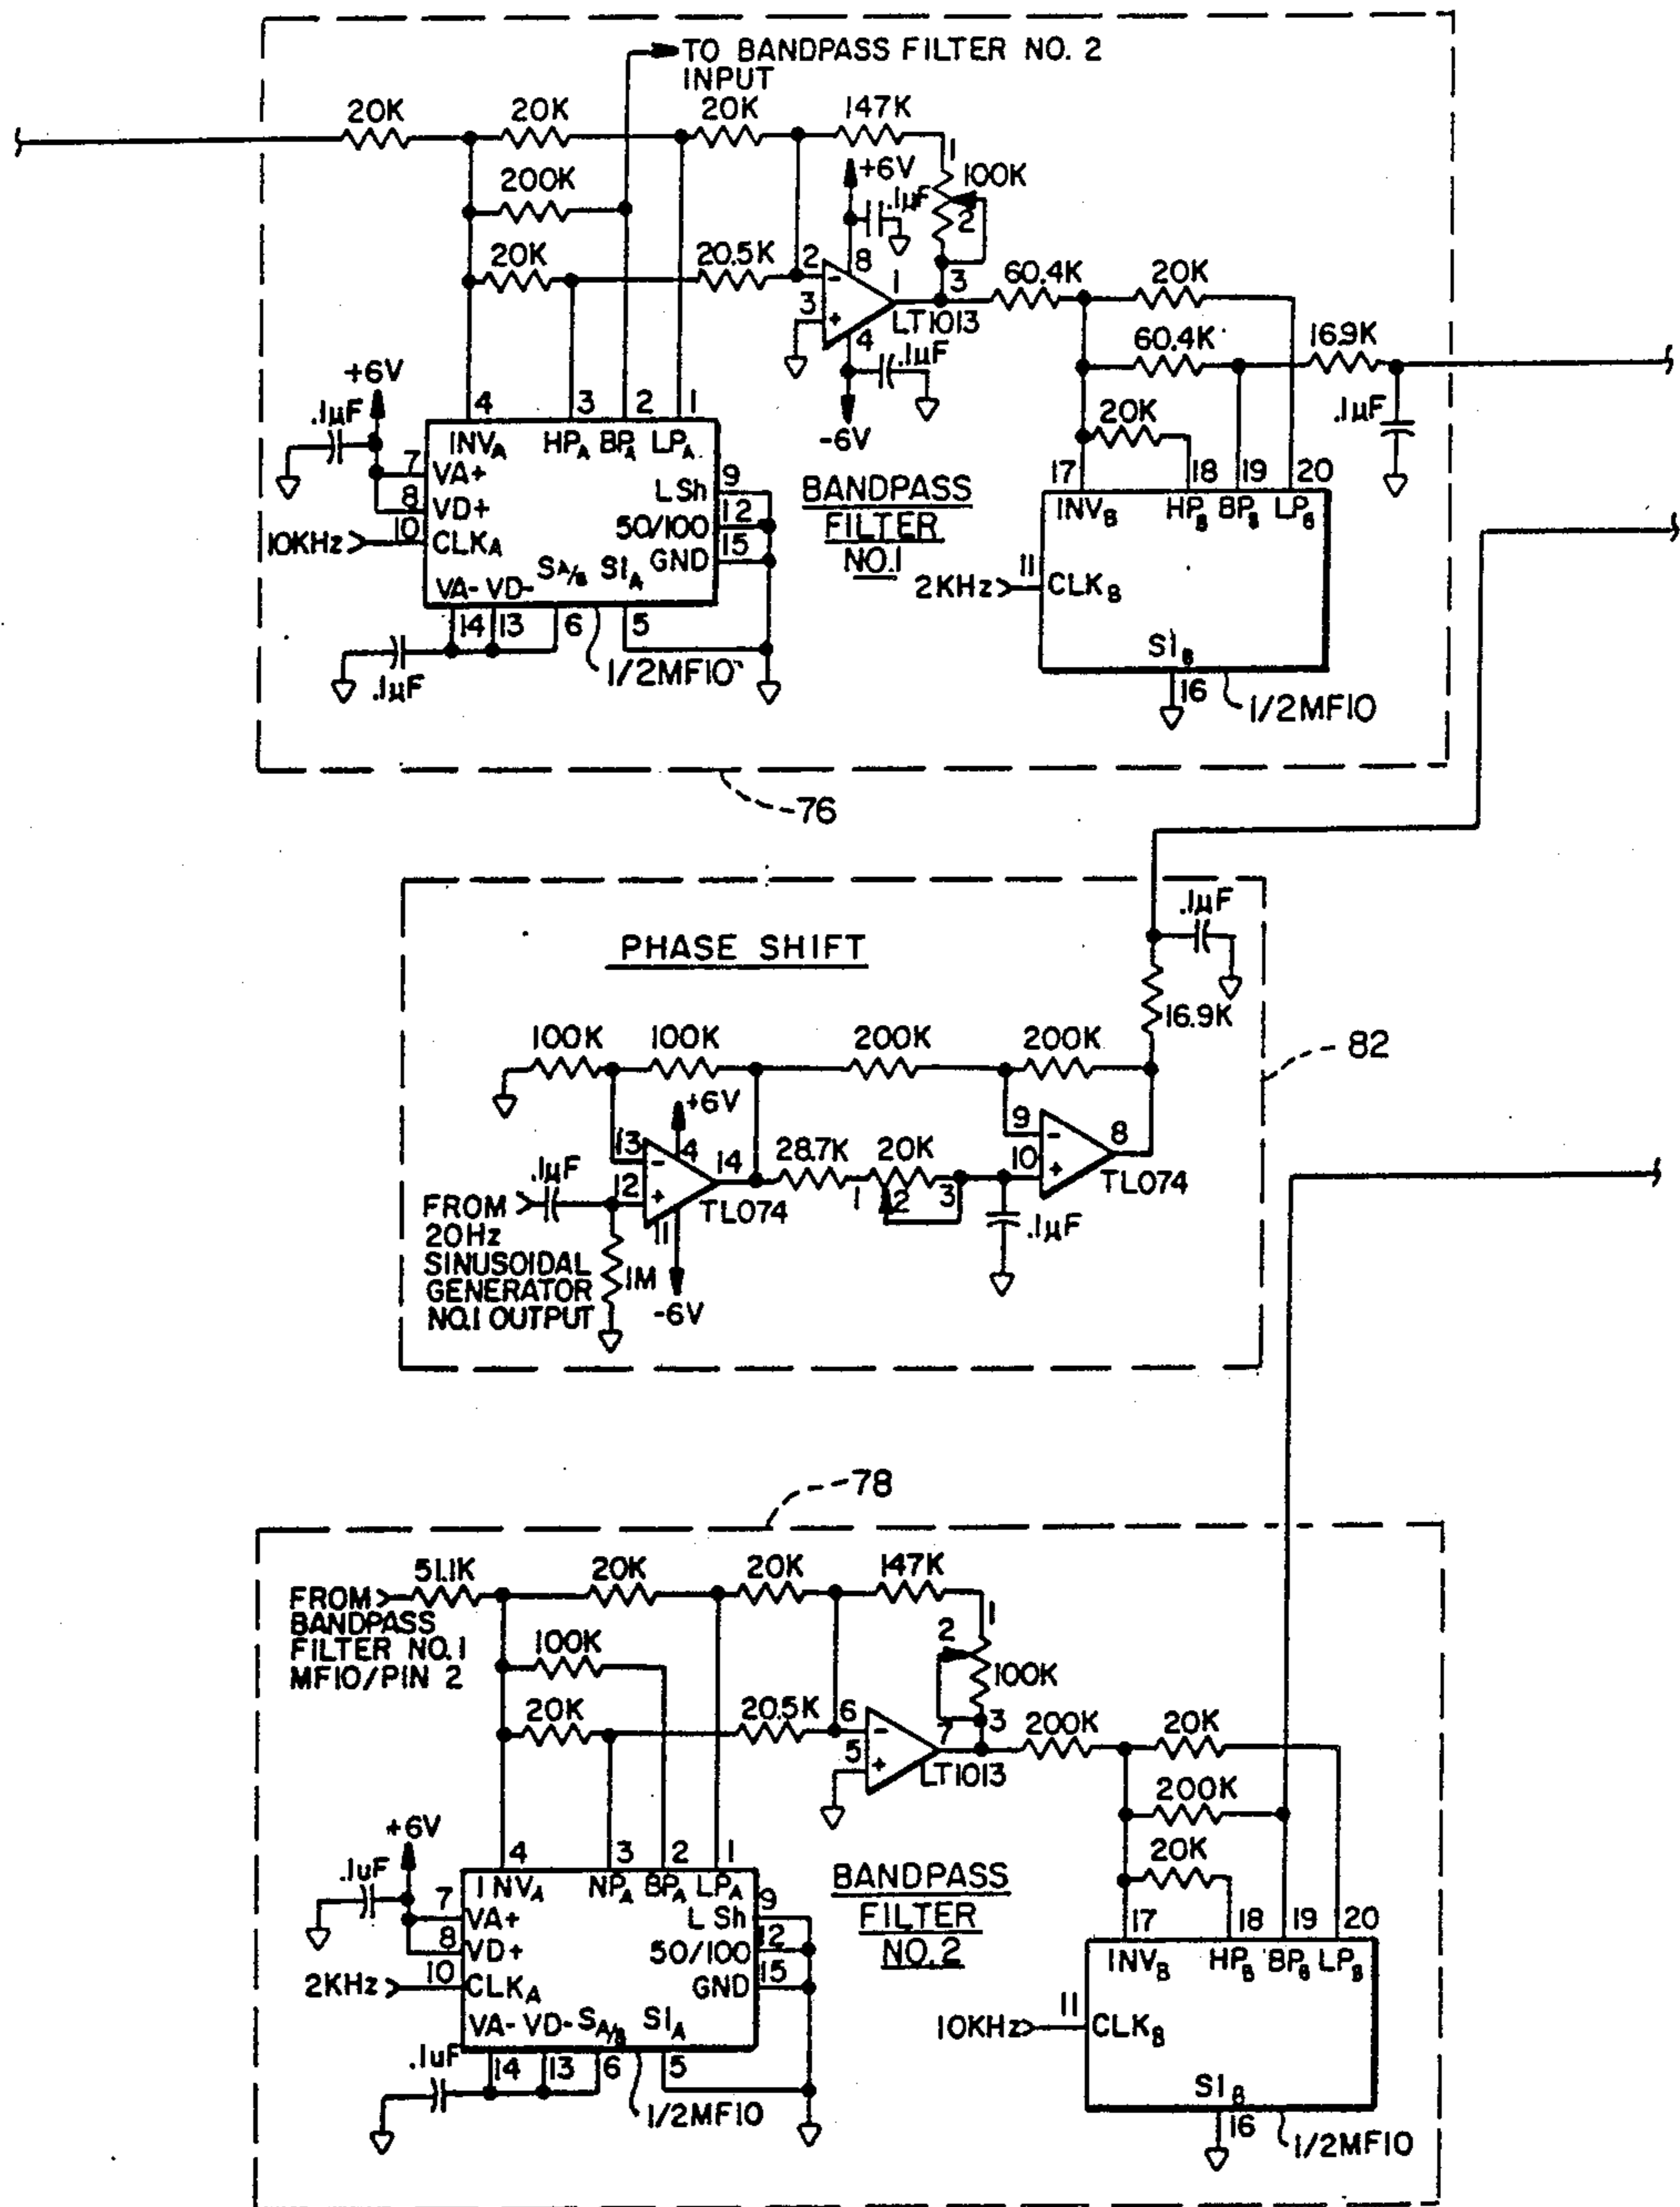 TO BANDPASS FILTER NO. 2
INPUT
20K
20K
20K
147K
+6V
1
100K
200K
.1µF
2
20K
20.5K
2
8
1
3
60.4K
20K
3
LT1013
4
.1µF
60.4K
16.9K
+6V
-6V
.1µF
.1µF
20K
4
3
2
1
INVA
HPA
BPA
LPA
7
VA+
8
VD+
10KHz
10
CLKA
L Sh
9
50/100
12
GND
15
SA/B
SIA
VA-
VD-
14
13
6
5
.1µF
1/2MF10
BANDPASS
FILTER
NO.1
17
18
19
20
INVB
HPB
BPB
LPB
2KHz
11
CLKB
SIB
16
1/2MF10
76
PHASE SHIFT
.1µF
16.9K
100K
100K
200K
200K
82
+6V
13
4
14
28.7K
20K
9
8
10
.1µF
12
TL074
1
2
3
TL074
11
.1µF
FROM
20Hz
SINUSOIDAL
GENERATOR
NO.1 OUTPUT
1M
-6V
78
51.1K
20K
20K
147K
FROM
BANDPASS
FILTER NO.1
MF10/PIN 2
100K
1
2
100K
20K
20.5K
6
7
3
200K
20K
5
LT1013
200K
+6V
20K
.1uF
4
3
2
1
INVA
NPA
BPA
LPA
7
VA+
8
VD+
2KHz
10
CLKA
L Sh
9
50/100
12
GND
15
VA-
VD-
SA/B
SIA
14
13
6
5
.1uF
1/2MF10
BANDPASS
FILTER
NO.2
17
18
19
20
INVB
HPB
BPB
LPB
10KHz
11
CLKB
SIB
16
1/2MF10